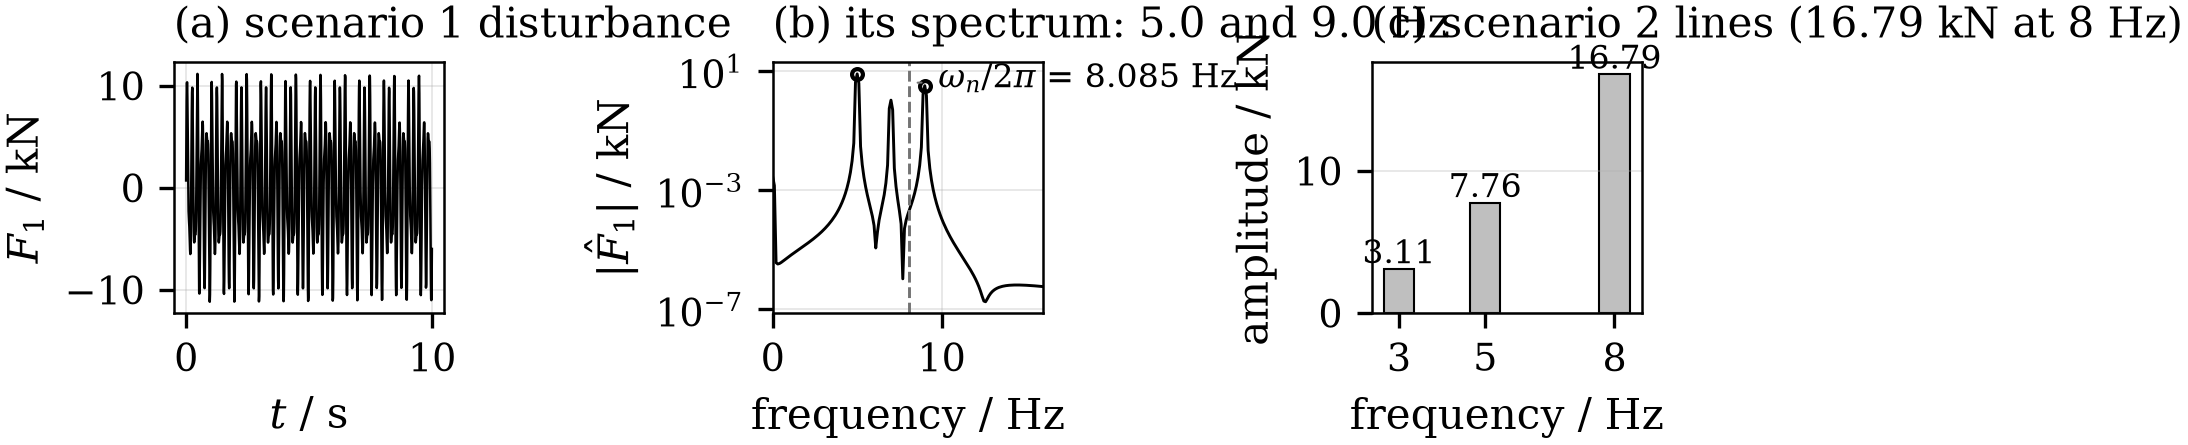 (a) scenario 1 disturbance
F₁ / kN
10
0
−10
0
10
t / s
(b) its spectrum: 5.0 and 9.0 Hz
|F̂₁| / kN
10¹
10⁻³
10⁻⁷
ωₙ/2π = 8.085 Hz
0
10
frequency / Hz
(c) scenario 2 lines (16.79 kN at 8 Hz)
amplitude / kN
10
0
3.11
7.76
16.79
3
5
8
frequency / Hz